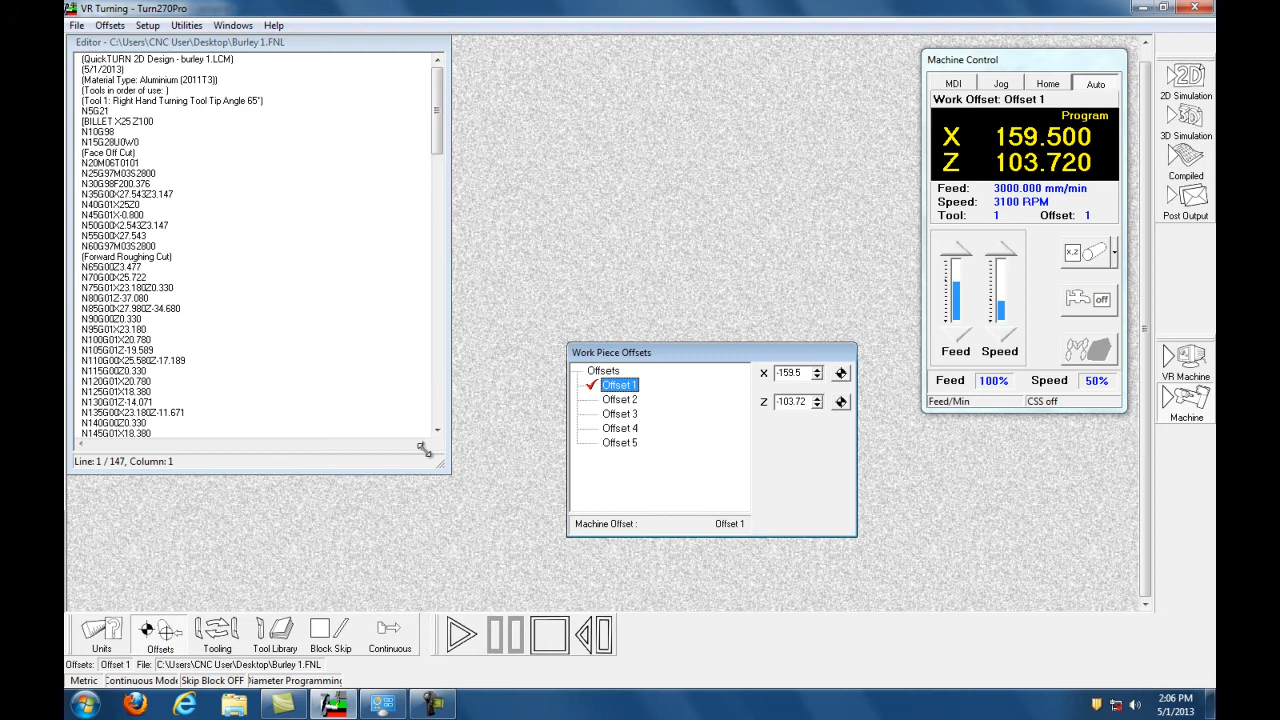 VR Turning - Turn270Pro
File Offsets Setup Utilities Windows Help
Editor - C:\Users\CNC User\Desktop\Burley 1.FNL
(QuickTURN 2D Design - burley 1.LCM)
(5/1/2013)
(Material Type: Aluminium (2011T3))
(Tools in order of use: )
(Tool 1: Right Hand Turning Tool Tip Angle 65")
N5G21
[BILLET X25 Z100
N10G98
N15G28U0W0
(Face Off Cut)
N20M06T0101
N25G97M03S2800
N30G98F200.376
N35G00X27.543Z3.147
N40G01X25Z0
N45G01X-0.800
N50G00X2.543Z3.147
N55G00X27.543
N60G97M03S2800
(Forward Roughing Cut)
N65G00Z3.477
N70G00X25.722
N75G01X23.180Z0.330
N80G01Z-37.080
N85G00X27.980Z-34.680
N90G00Z0.330
N95G01X23.180
N100G01X20.780
N105G01Z-19.589
N110G00X25.580Z-17.189
N115G00Z0.330
N120G01X20.780
N125G01X18.380
N130G01Z-14.071
N135G00X23.180Z-11.671
N140G00Z0.330
N145G01X18.380
Line: 1 / 147, Column: 1
Work Piece Offsets
Offsets
Offset 1
Offset 2
Offset 3
Offset 4
Offset 5
X -159.5
Z -103.72
Machine Offset : Offset 1
Machine Control
MDI Jog Home Auto
Work Offset: Offset 1
Program
X 159.500
Z 103.720
Feed: 3000.000 mm/min
Speed: 3100 RPM
Tool: 1 Offset: 1
x,z
off
Feed Speed
Feed 100% Speed 50%
Feed/Min CSS off
2D Simulation
3D Simulation
Compiled
Post Output
VR Machine
Machine
Units Offsets Tooling Tool Library Block Skip Continuous
Offsets: Offset 1 File: C:\Users\CNC User\Desktop\Burley 1.FNL
Metric Continuous Mode Skip Block OFF Diameter Programming
2:06 PM
5/1/2013